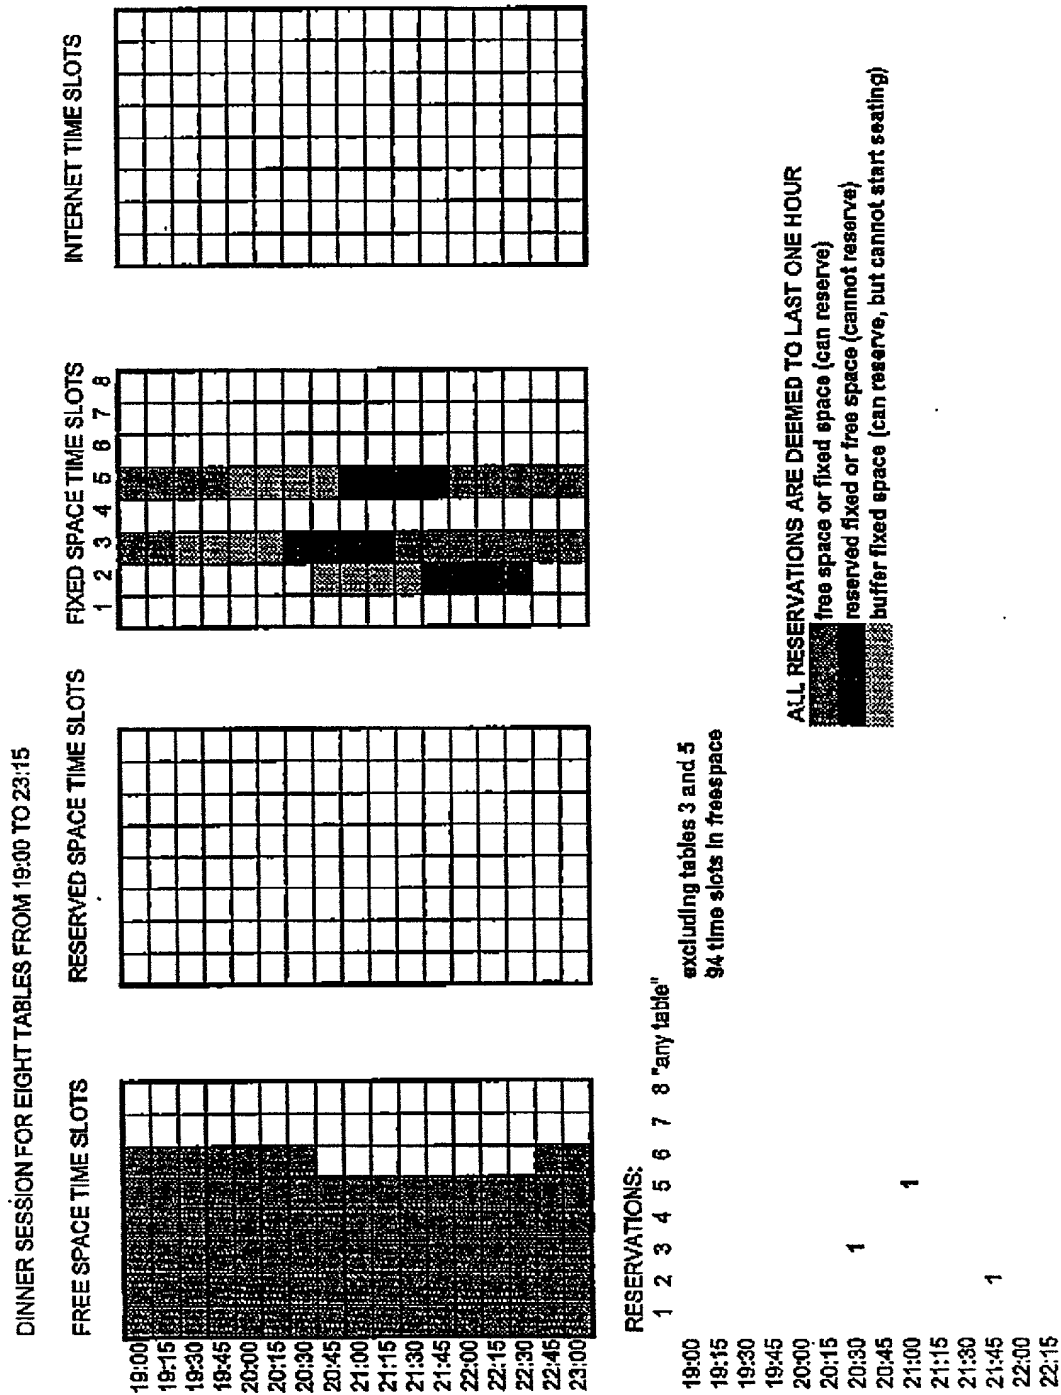 DINNER SESSION FOR EIGHT TABLES FROM 19:00 TO 23:15
FREE SPACE TIME SLOTS
RESERVED SPACE TIME SLOTS
FIXED SPACE TIME SLOTS
INTERNET TIME SLOTS
1 2 3 4 5 6 7 8
19:00
19:15
19:30
19:45
20:00
20:15
20:30
20:45
21:00
21:15
21:30
21:45
22:00
22:15
22:30
22:45
23:00
RESERVATIONS:
1 2 3 4 5 6 7 8 "any table"
excluding tables 3 and 5
94 time slots in freespace
19:00
19:15
19:30
19:45
20:00
20:15
20:30 1
20:45
21:00 1
21:15
21:30
21:45 1
22:00
22:15
ALL RESERVATIONS ARE DEEMED TO LAST ONE HOUR
free space or fixed space (can reserve)
reserved fixed or free space (cannot reserve)
buffer fixed space (can reserve, but cannot start seating)